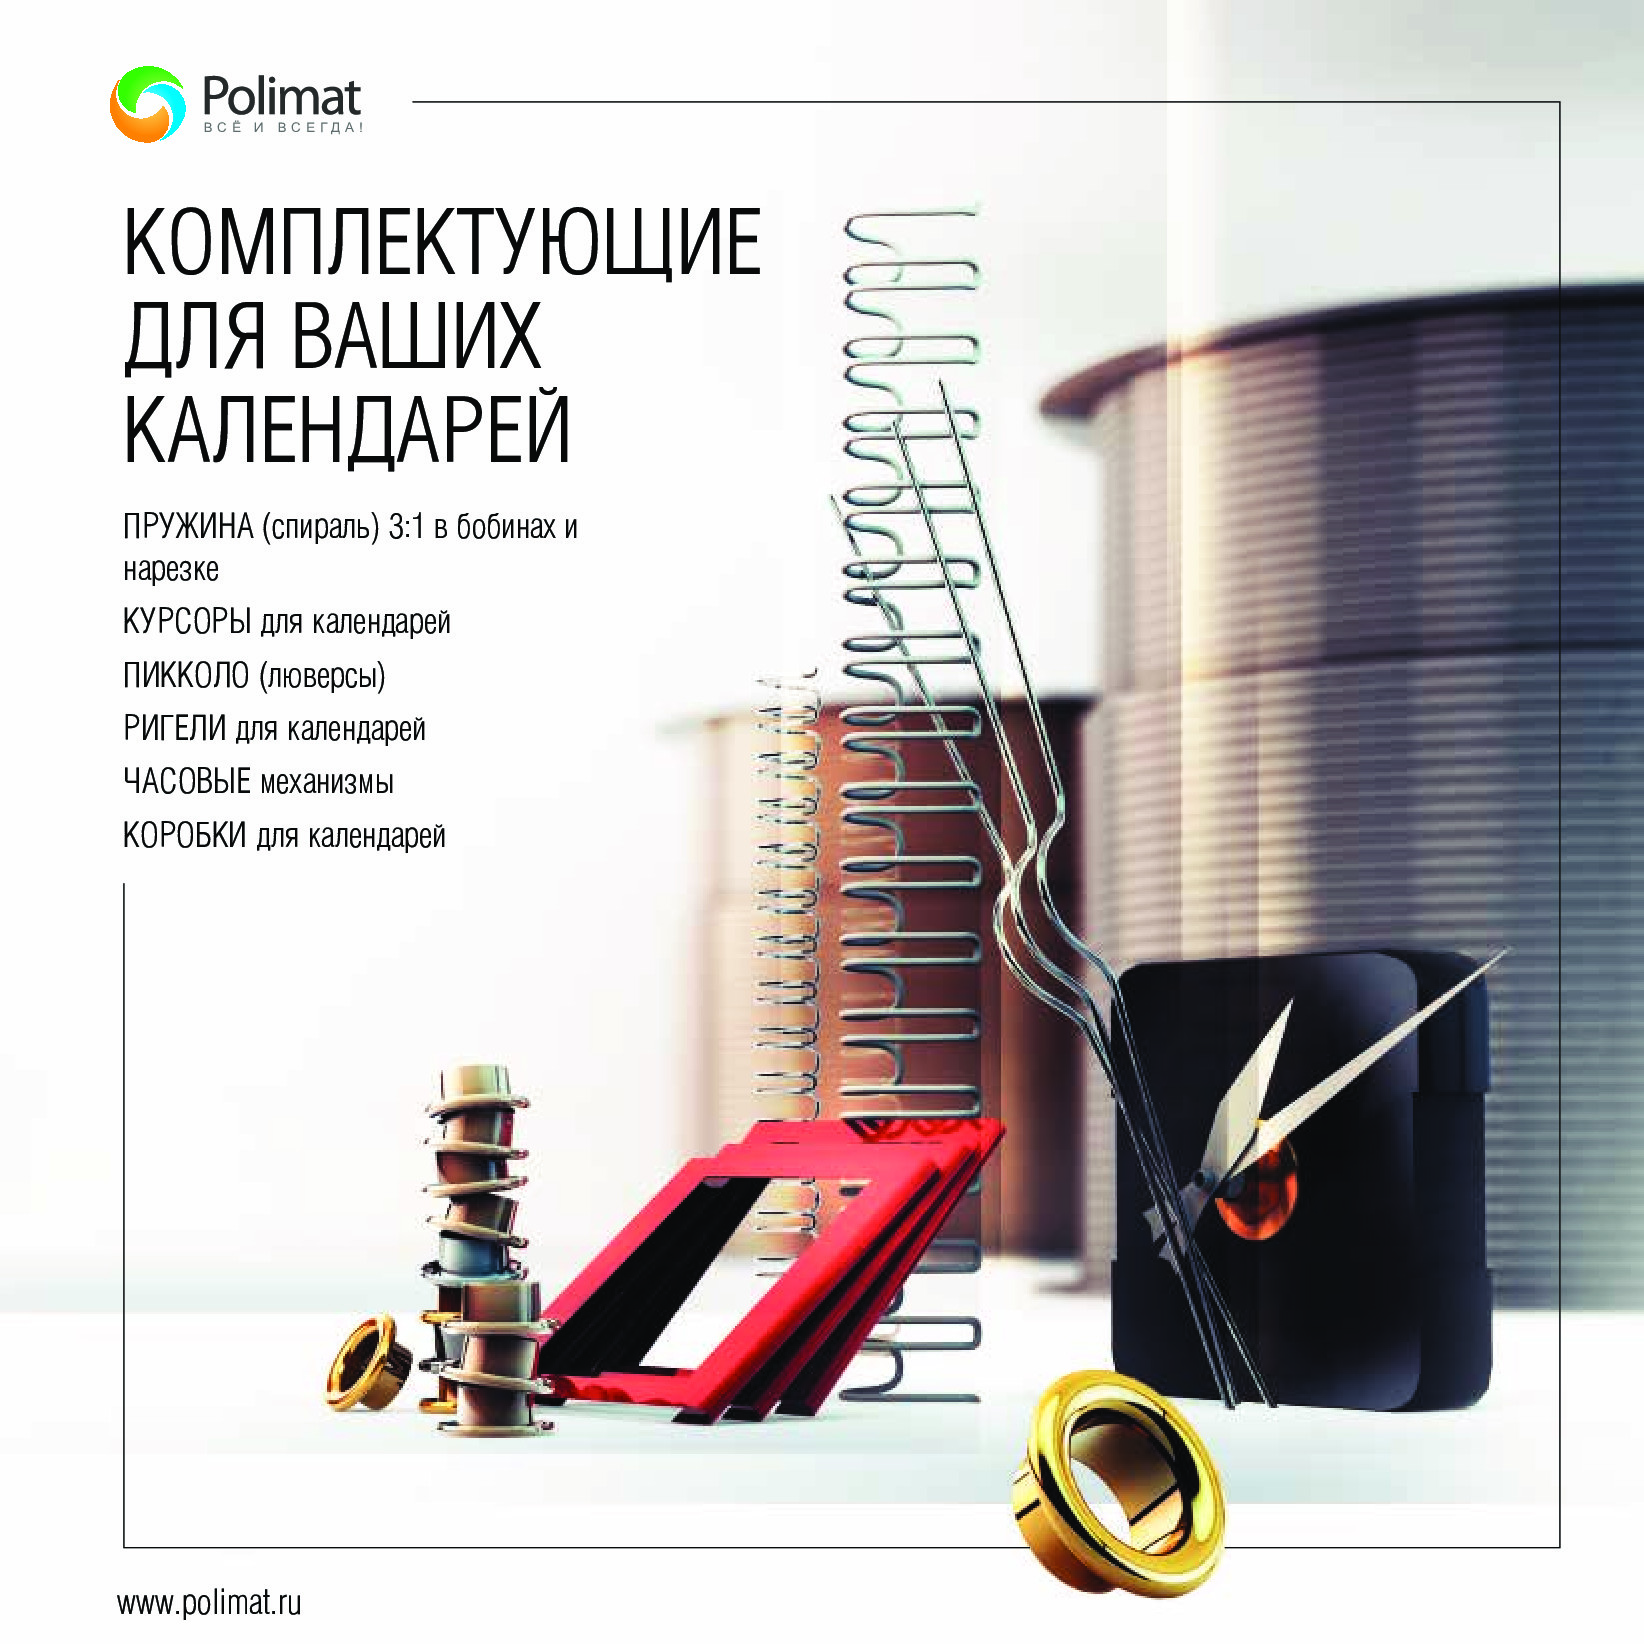 Polimat
ВСЁ И ВСЕГДА!
КОМПЛЕКТУЮЩИЕ
ДЛЯ ВАШИХ
КАЛЕНДАРЕЙ
ПРУЖИНА (спираль) 3:1 в бобинах и
нарезке
КУРСОРЫ для календарей
ПИККОЛО (люверсы)
РИГЕЛИ для календарей
ЧАСОВЫЕ механизмы
КОРОБКИ для календарей
www.polimat.ru